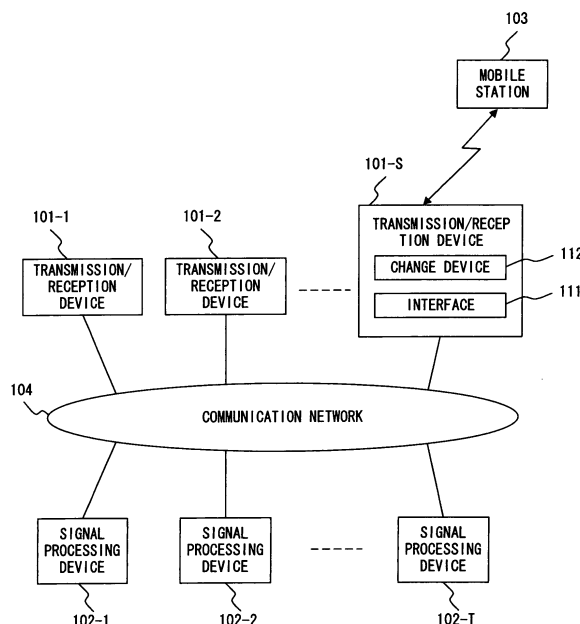 103
MOBILE
STATION
101-S
101-1
101-2
TRANSMISSION/RECEP
TION DEVICE
112
CHANGE DEVICE
TRANSMISSION/
RECEPTION
DEVICE
TRANSMISSION/
RECEPTION
DEVICE
111
INTERFACE
104
COMMUNICATION NETWORK
SIGNAL
PROCESSING
DEVICE
SIGNAL
PROCESSING
DEVICE
SIGNAL
PROCESSING
DEVICE
102-1
102-2
102-T